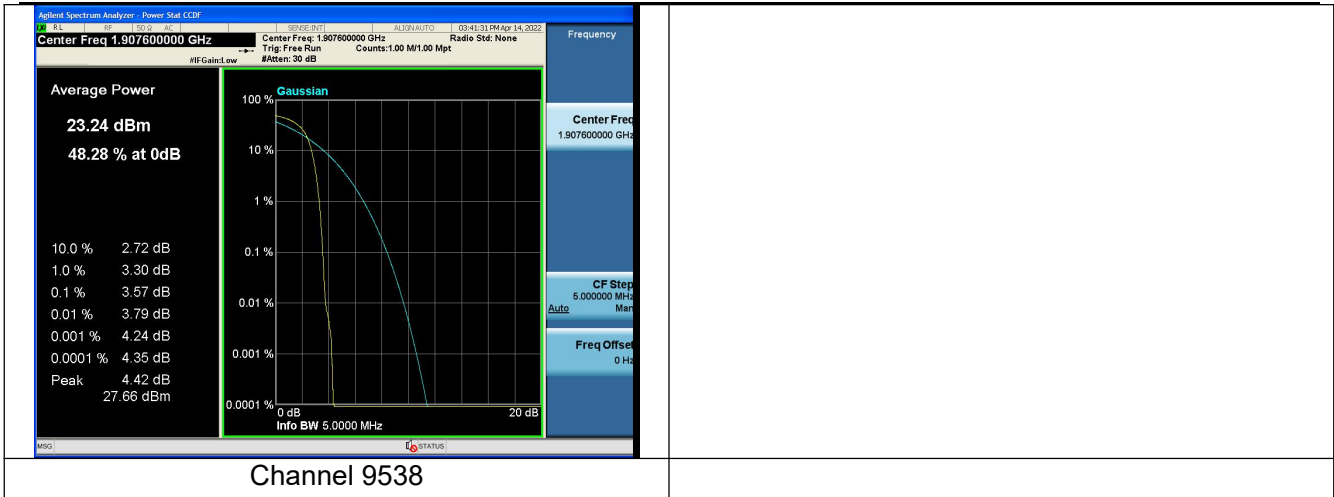 Agilent Spectrum Analyzer - Power Stat CCDF
RL RF 50 Ω AC SENSE:INT ALIGN AUTO 03:41:31 PM Apr 14, 2022
Center Freq 1.907600000 GHz
Center Freq: 1.907600000 GHz Radio Std: None
Trig: Free Run Counts:1.00 M/1.00 Mpt
#IFGain:Low #Atten: 30 dB
Frequency
Average Power
23.24 dBm
48.28 % at 0dB
10.0 % 2.72 dB
1.0 % 3.30 dB
0.1 % 3.57 dB
0.01 % 3.79 dB
0.001 % 4.24 dB
0.0001 % 4.35 dB
Peak 4.42 dB
27.66 dBm
Gaussian
100 %
10 %
1 %
0.1 %
0.01 %
0.001 %
0.0001 %
0 dB 20 dB
Info BW 5.0000 MHz
Center Freq
1.907600000 GHz
CF Step
5.000000 MHz
Auto Man
Freq Offset
0 Hz
MSG STATUS
Channel 9538